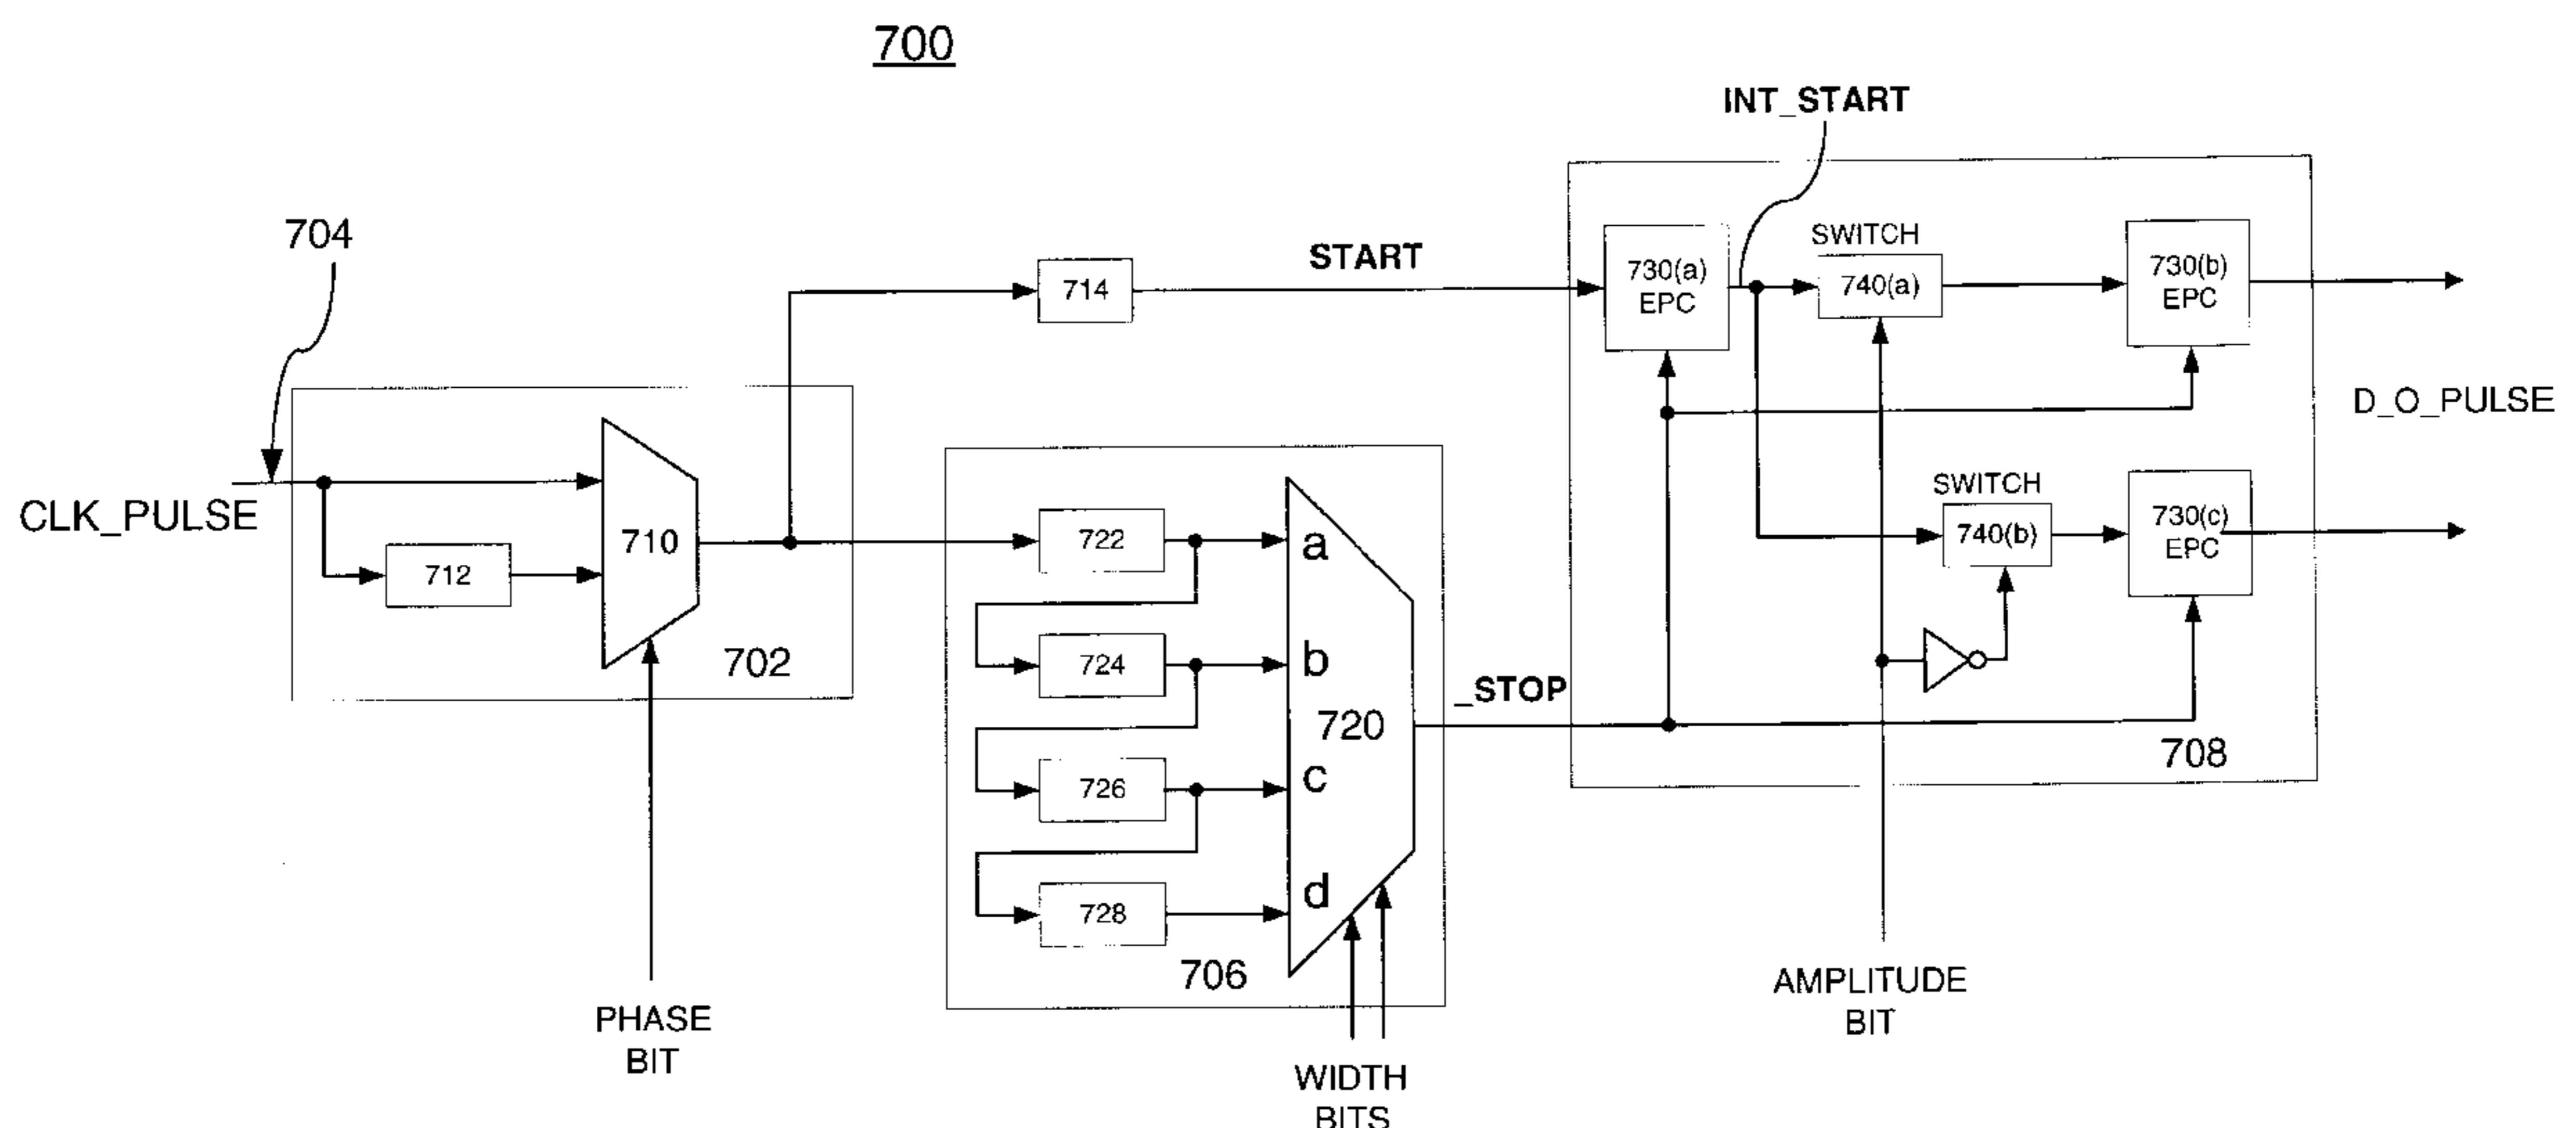 700
INT_START
704
START
714
730(a)
EPC
SWITCH
740(a)
730(b)
EPC
D_O_PULSE
CLK_PULSE
710
712
702
722
a
724
b
726
c
728
d
720
706
_STOP
SWITCH
740(b)
730(c)
EPC
708
PHASE
BIT
WIDTH
BITS
AMPLITUDE
BIT